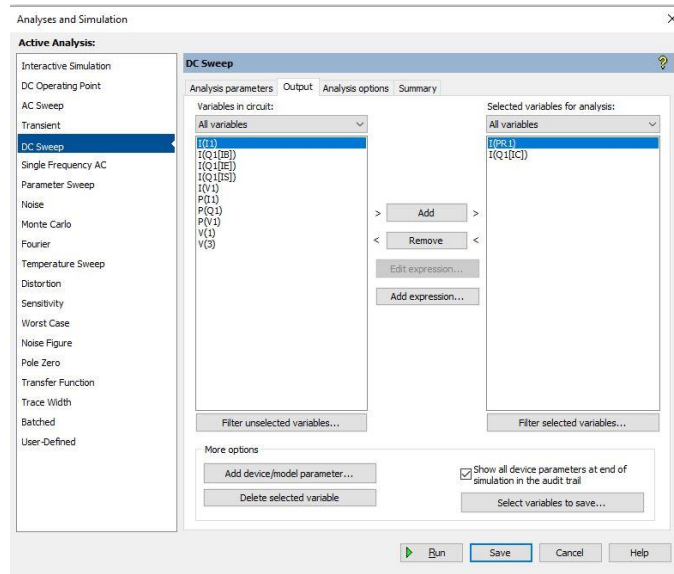 Analyses and Simulation
Active Analysis:
Interactive Simulation
DC Operating Point
AC Sweep
Transient
DC Sweep
Single Frequency AC
Parameter Sweep
Noise
Monte Carlo
Fourier
Temperature Sweep
Distortion
Sensitivity
Worst Case
Noise Figure
Pole Zero
Transfer Function
Trace Width
Batched
User-Defined
DC Sweep
Analysis parameters Output Analysis options Summary
Variables in circuit:
All variables
I(I1)
I(Q1[IB])
I(Q1[IE])
I(Q1[IS])
I(V1)
P(I1)
P(Q1)
P(V1)
V(1)
V(3)
> Add >
< Remove <
Edit expression...
Add expression...
Selected variables for analysis:
All variables
I(PR1)
I(Q1[IC])
Filter unselected variables...
Filter selected variables...
More options
Add device/model parameter...
Delete selected variable
Show all device parameters at end of
simulation in the audit trail
Select variables to save...
Run Save Cancel Help